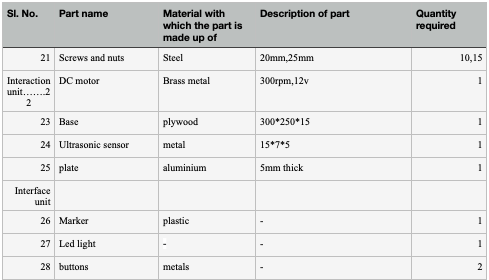 Sl. No. Part name Material with which the part is made up of Description of part Quantity required
21 Screws and nuts Steel 20mm,25mm 10,15
Interaction unit…….22 DC motor Brass metal 300rpm,12v 1
23 Base plywood 300*250*15 1
24 Ultrasonic sensor metal 15*7*5 1
25 plate aluminium 5mm thick 1
Interface unit
26 Marker plastic - 1
27 Led light - - 1
28 buttons metals - 2